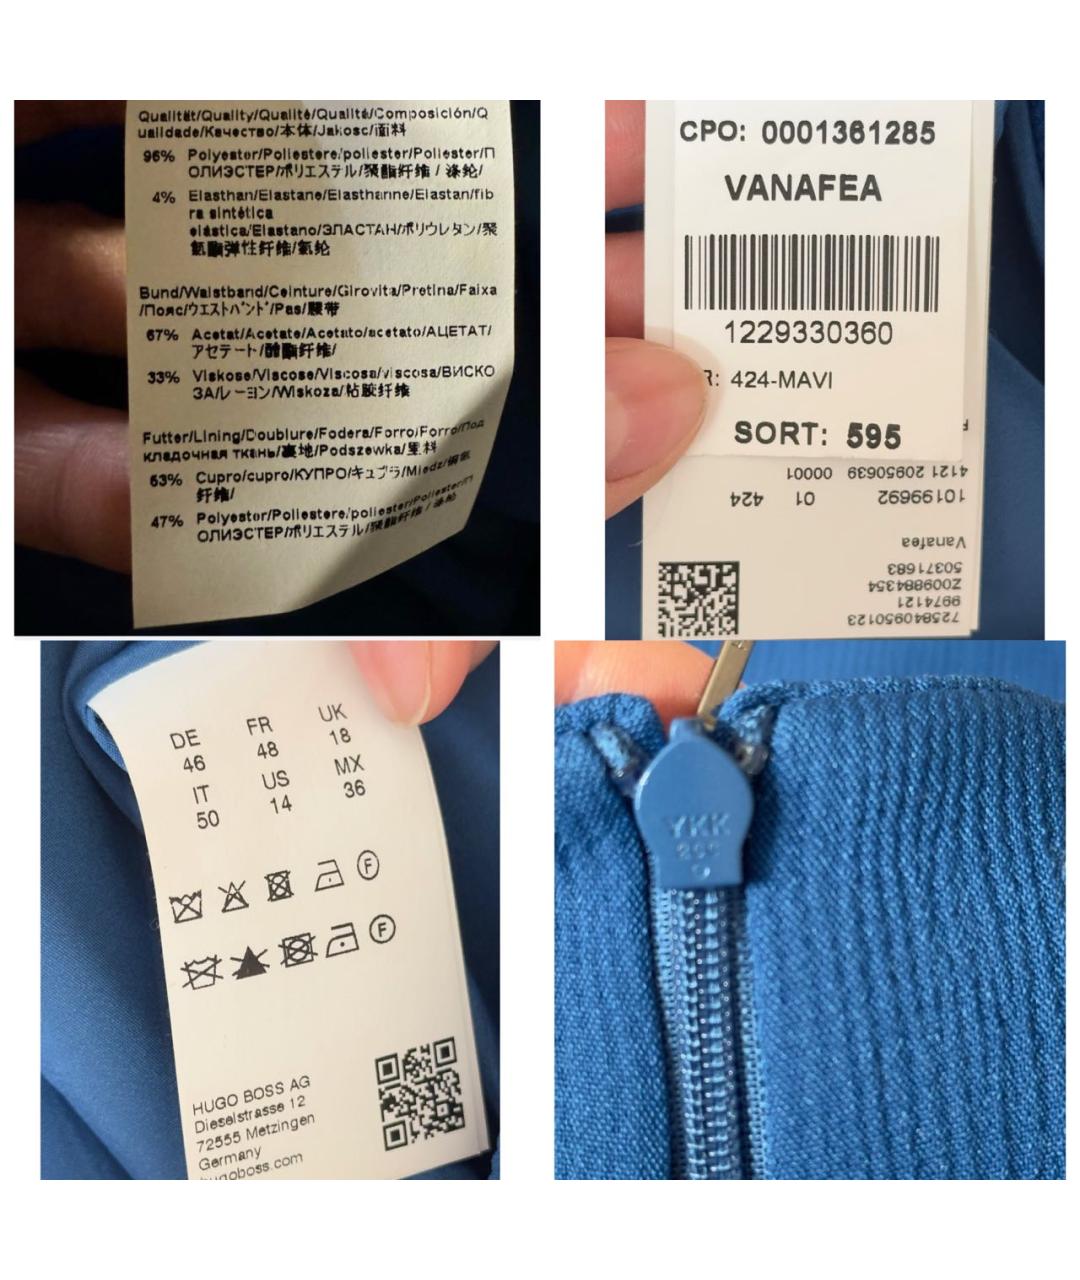 Qualität/Quality/Qualité/Qualità/Composición/Q
ualidade/Качество/本体/Jakosc/面料
96% Polyester/Poliestere/poliester/Poliester/П
ОЛИЭСТЕР/ポリエステル/聚酯纤维 / 涤纶/
4% Elasthan/Elastane/Elasthanne/Elastan/fib
ra sintética
elástica/Elastano/ЭЛАСТАН/ポリウレタン/聚
氨酯弹性纤维/氨纶
Bund/Waistband/Ceinture/Girovita/Pretina/Faixa
/Пояс/ウエストバンド/Pas/腰带
67% Acetat/Acetate/Acetato/acetato/АЦЕТАТ/
アセテート/醋酯纤维/
33% Viskose/Viscose/Viscosa/viscosa/ВИСКО
ЗА/レーヨン/Wiskoza/粘胶纤维
Futter/Lining/Doublure/Fodera/Forro/Forro/Под
кладочная ткань/裏地/Podszewka/里料
53% Cupro/cupro/КУПРО/キュプラ/Miedz/铜氨
纤维/
47% Polyester/Poliestere/poliester/Poliester/П
ОЛИЭСТЕР/ポリエステル/聚酯纤维 / 涤纶
CPO: 0001361285
VANAFEA
1229330360
R: 424-MAVI
SORT: 595
4121 20950639 00001
10199692 01 424
Vanafea
50371683
Z009884354
9974121
725840950123
DE FR UK
46 48 18
IT US MX
50 14 36
F
F
HUGO BOSS AG
Dieselstrasse 12
72555 Metzingen
Germany
hugoboss.com
YKK